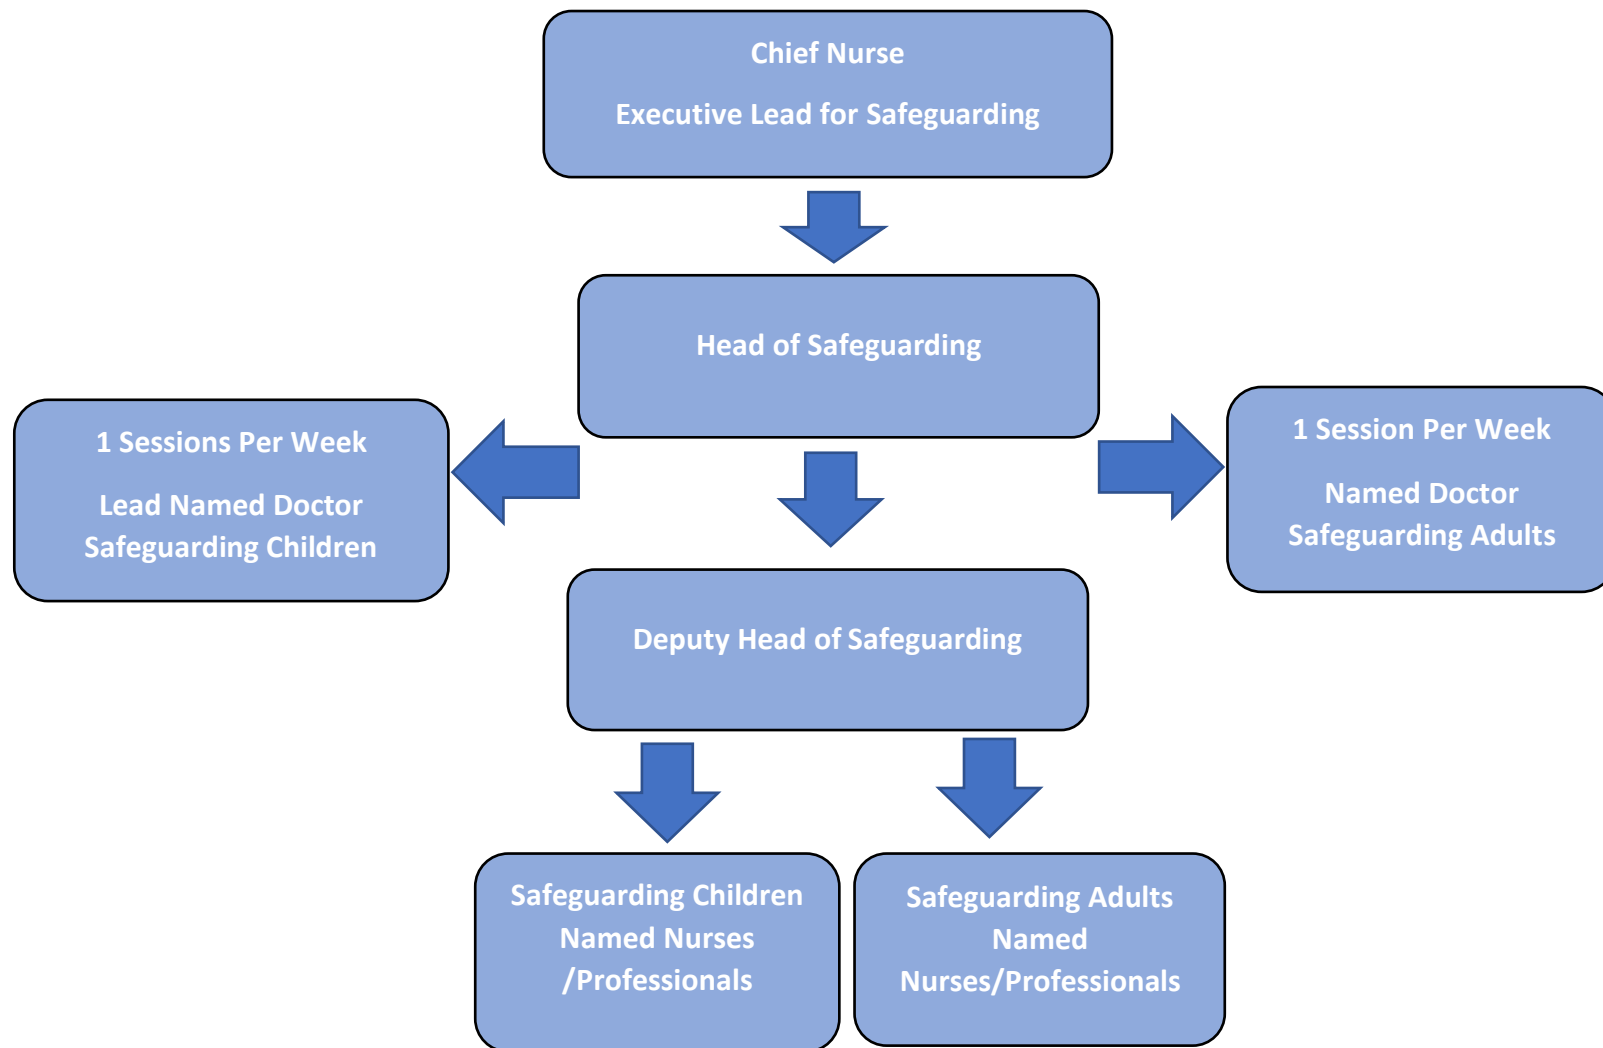 Chief Nurse
Executive Lead for Safeguarding
Head of Safeguarding
1 Sessions Per Week
Lead Named Doctor
Safeguarding Children
1 Session Per Week
Named Doctor
Safeguarding Adults
Deputy Head of Safeguarding
Safeguarding Children
Named Nurses
/Professionals
Safeguarding Adults
Named
Nurses/Professionals